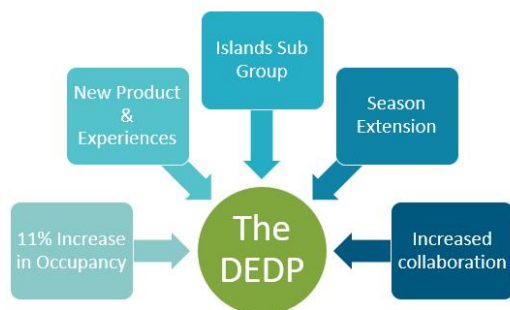 Islands Sub
Group
New Product
&
Experiences
Season
Extension
11% Increase
in Occupancy
The
DEDP
Increased
collaboration